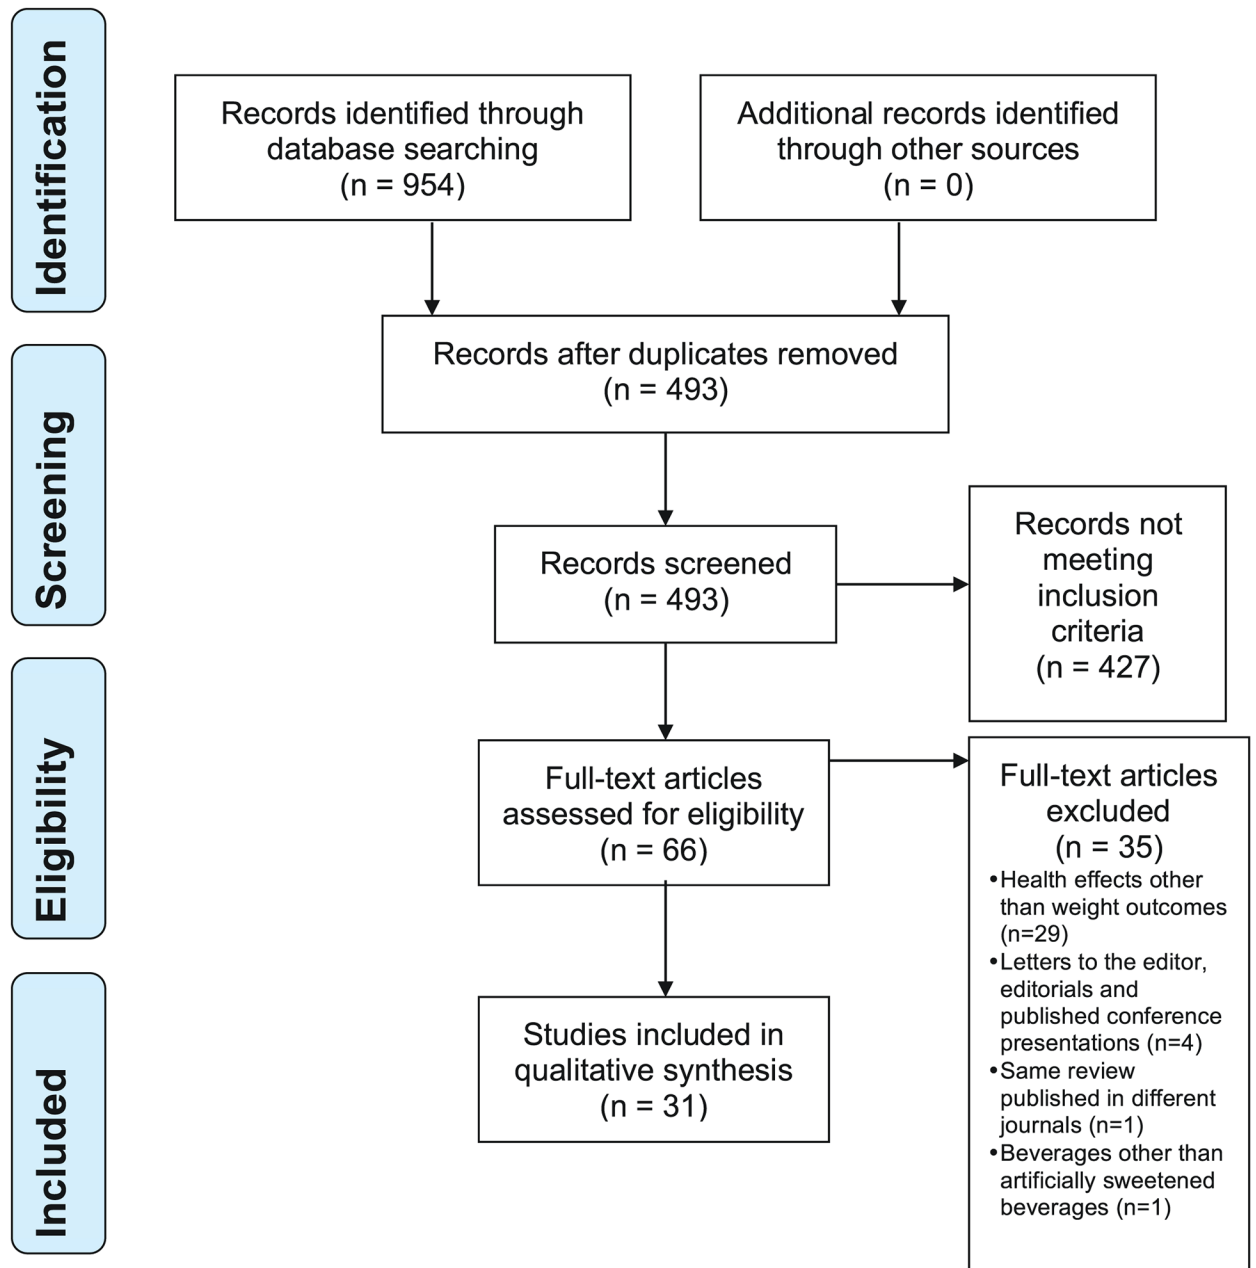 Identification
Records identified through
database searching
(n = 954)
Additional records identified
through other sources
(n = 0)
Records after duplicates removed
(n = 493)
Screening
Records screened
(n = 493)
Records not
meeting
inclusion
criteria
(n = 427)
Eligibility
Full-text articles
assessed for eligibility
(n = 66)
Full-text articles
excluded
(n = 35)
•Health effects other
than weight outcomes
(n=29)
•Letters to the editor,
editorials and
published conference
presentations (n=4)
•Same review
published in different
journals (n=1)
•Beverages other than
artificially sweetened
beverages (n=1)
Included
Studies included in
qualitative synthesis
(n = 31)